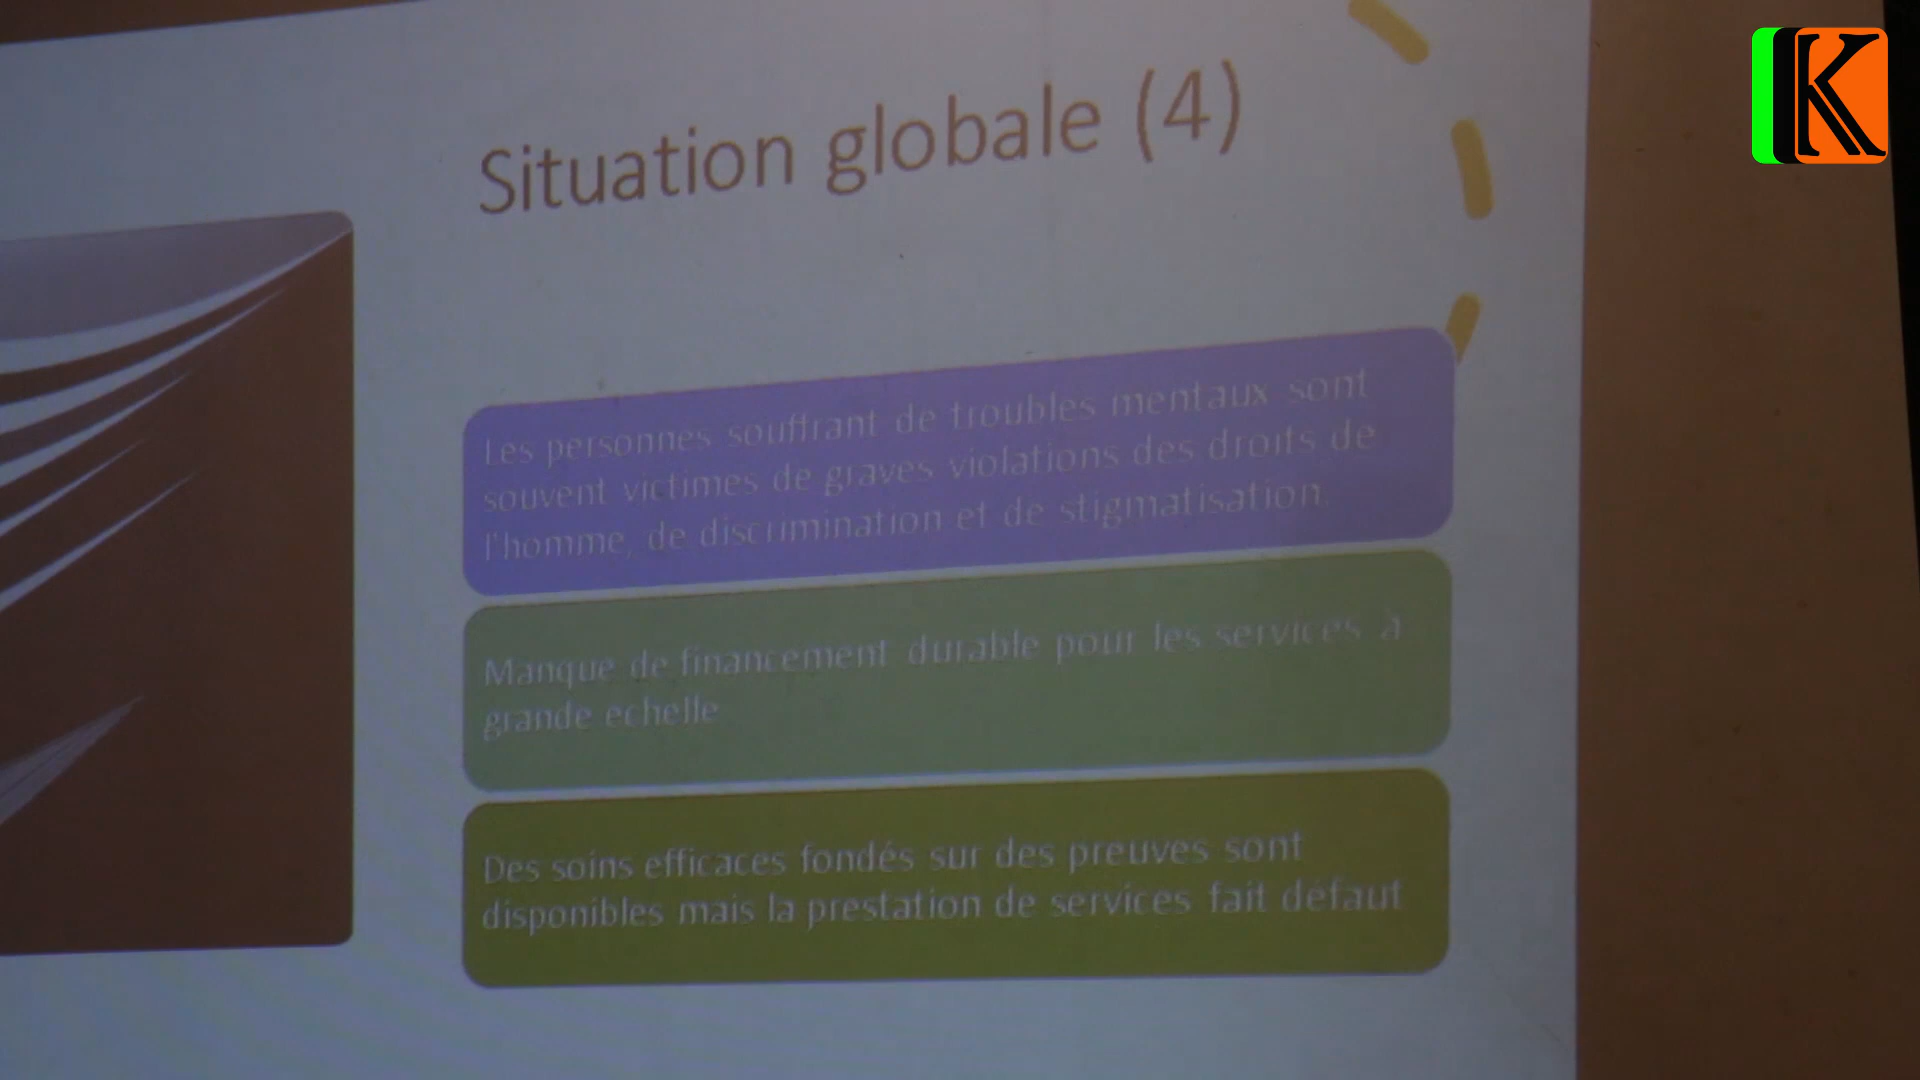 K
Situation globale (4)
Les personnes souffrant de troubles mentaux sont
souvent victimes de graves violations des droits de
l'homme, de discrimination et de stigmatisation.
Manque de financement durable pour les services à
grande echelle
Des soins efficaces fondés sur des preuves sont
disponibles mais la prestation de services fait défaut